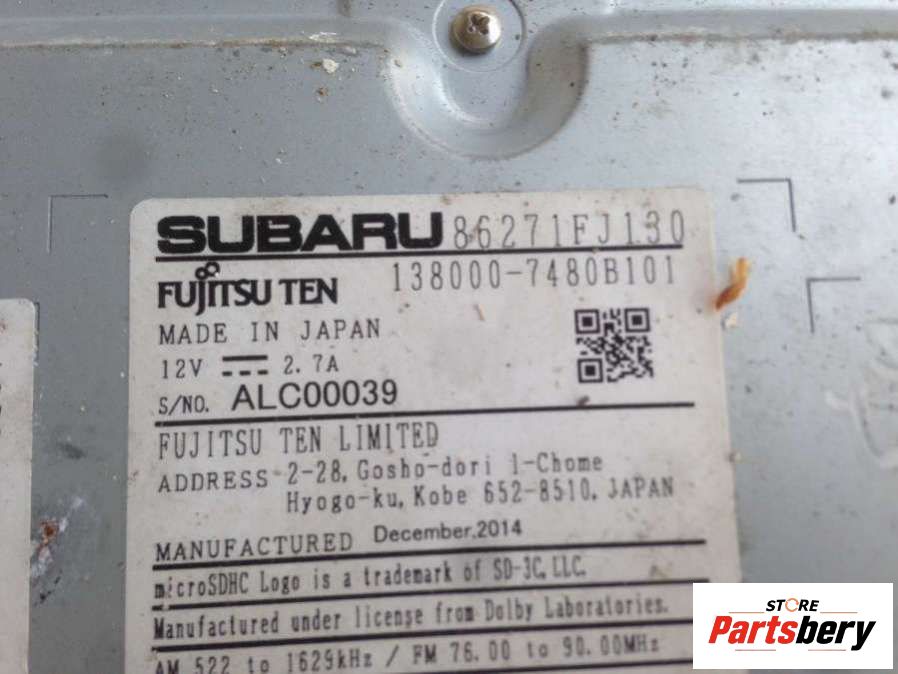 SUBARU 86271FJ130
FUJITSU TEN 138000-7480B101
MADE IN JAPAN
12V 2.7A
S/NO. ALC00039
FUJITSU TEN LIMITED
ADDRESS 2-28, Gosho-dori 1-Chome
Hyogo-ku, Kobe 652-8510, JAPAN
MANUFACTURED December,2014
microSDHC Logo is a trademark of SD-3C, LLC.
Manufactured under license from Dolby Laboratories.
AM 522 to 1629kHz / FM 76.00 to 90.00MHz
STORE
Partsbery